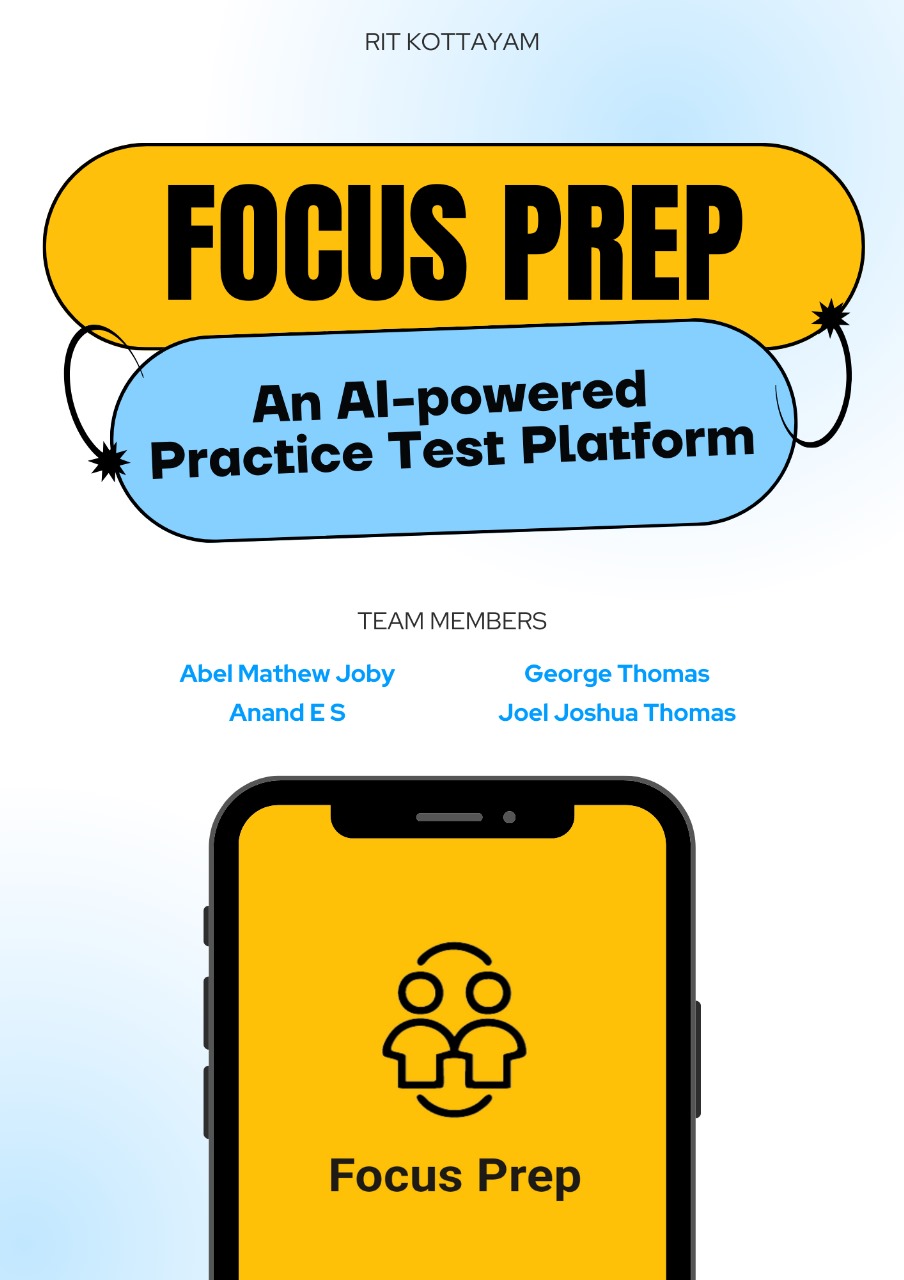 RIT KOTTAYAM
FOCUS PREP
An AI-powered
Practice Test Platform
TEAM MEMBERS
Abel Mathew Joby
George Thomas
Anand E S
Joel Joshua Thomas
Focus Prep